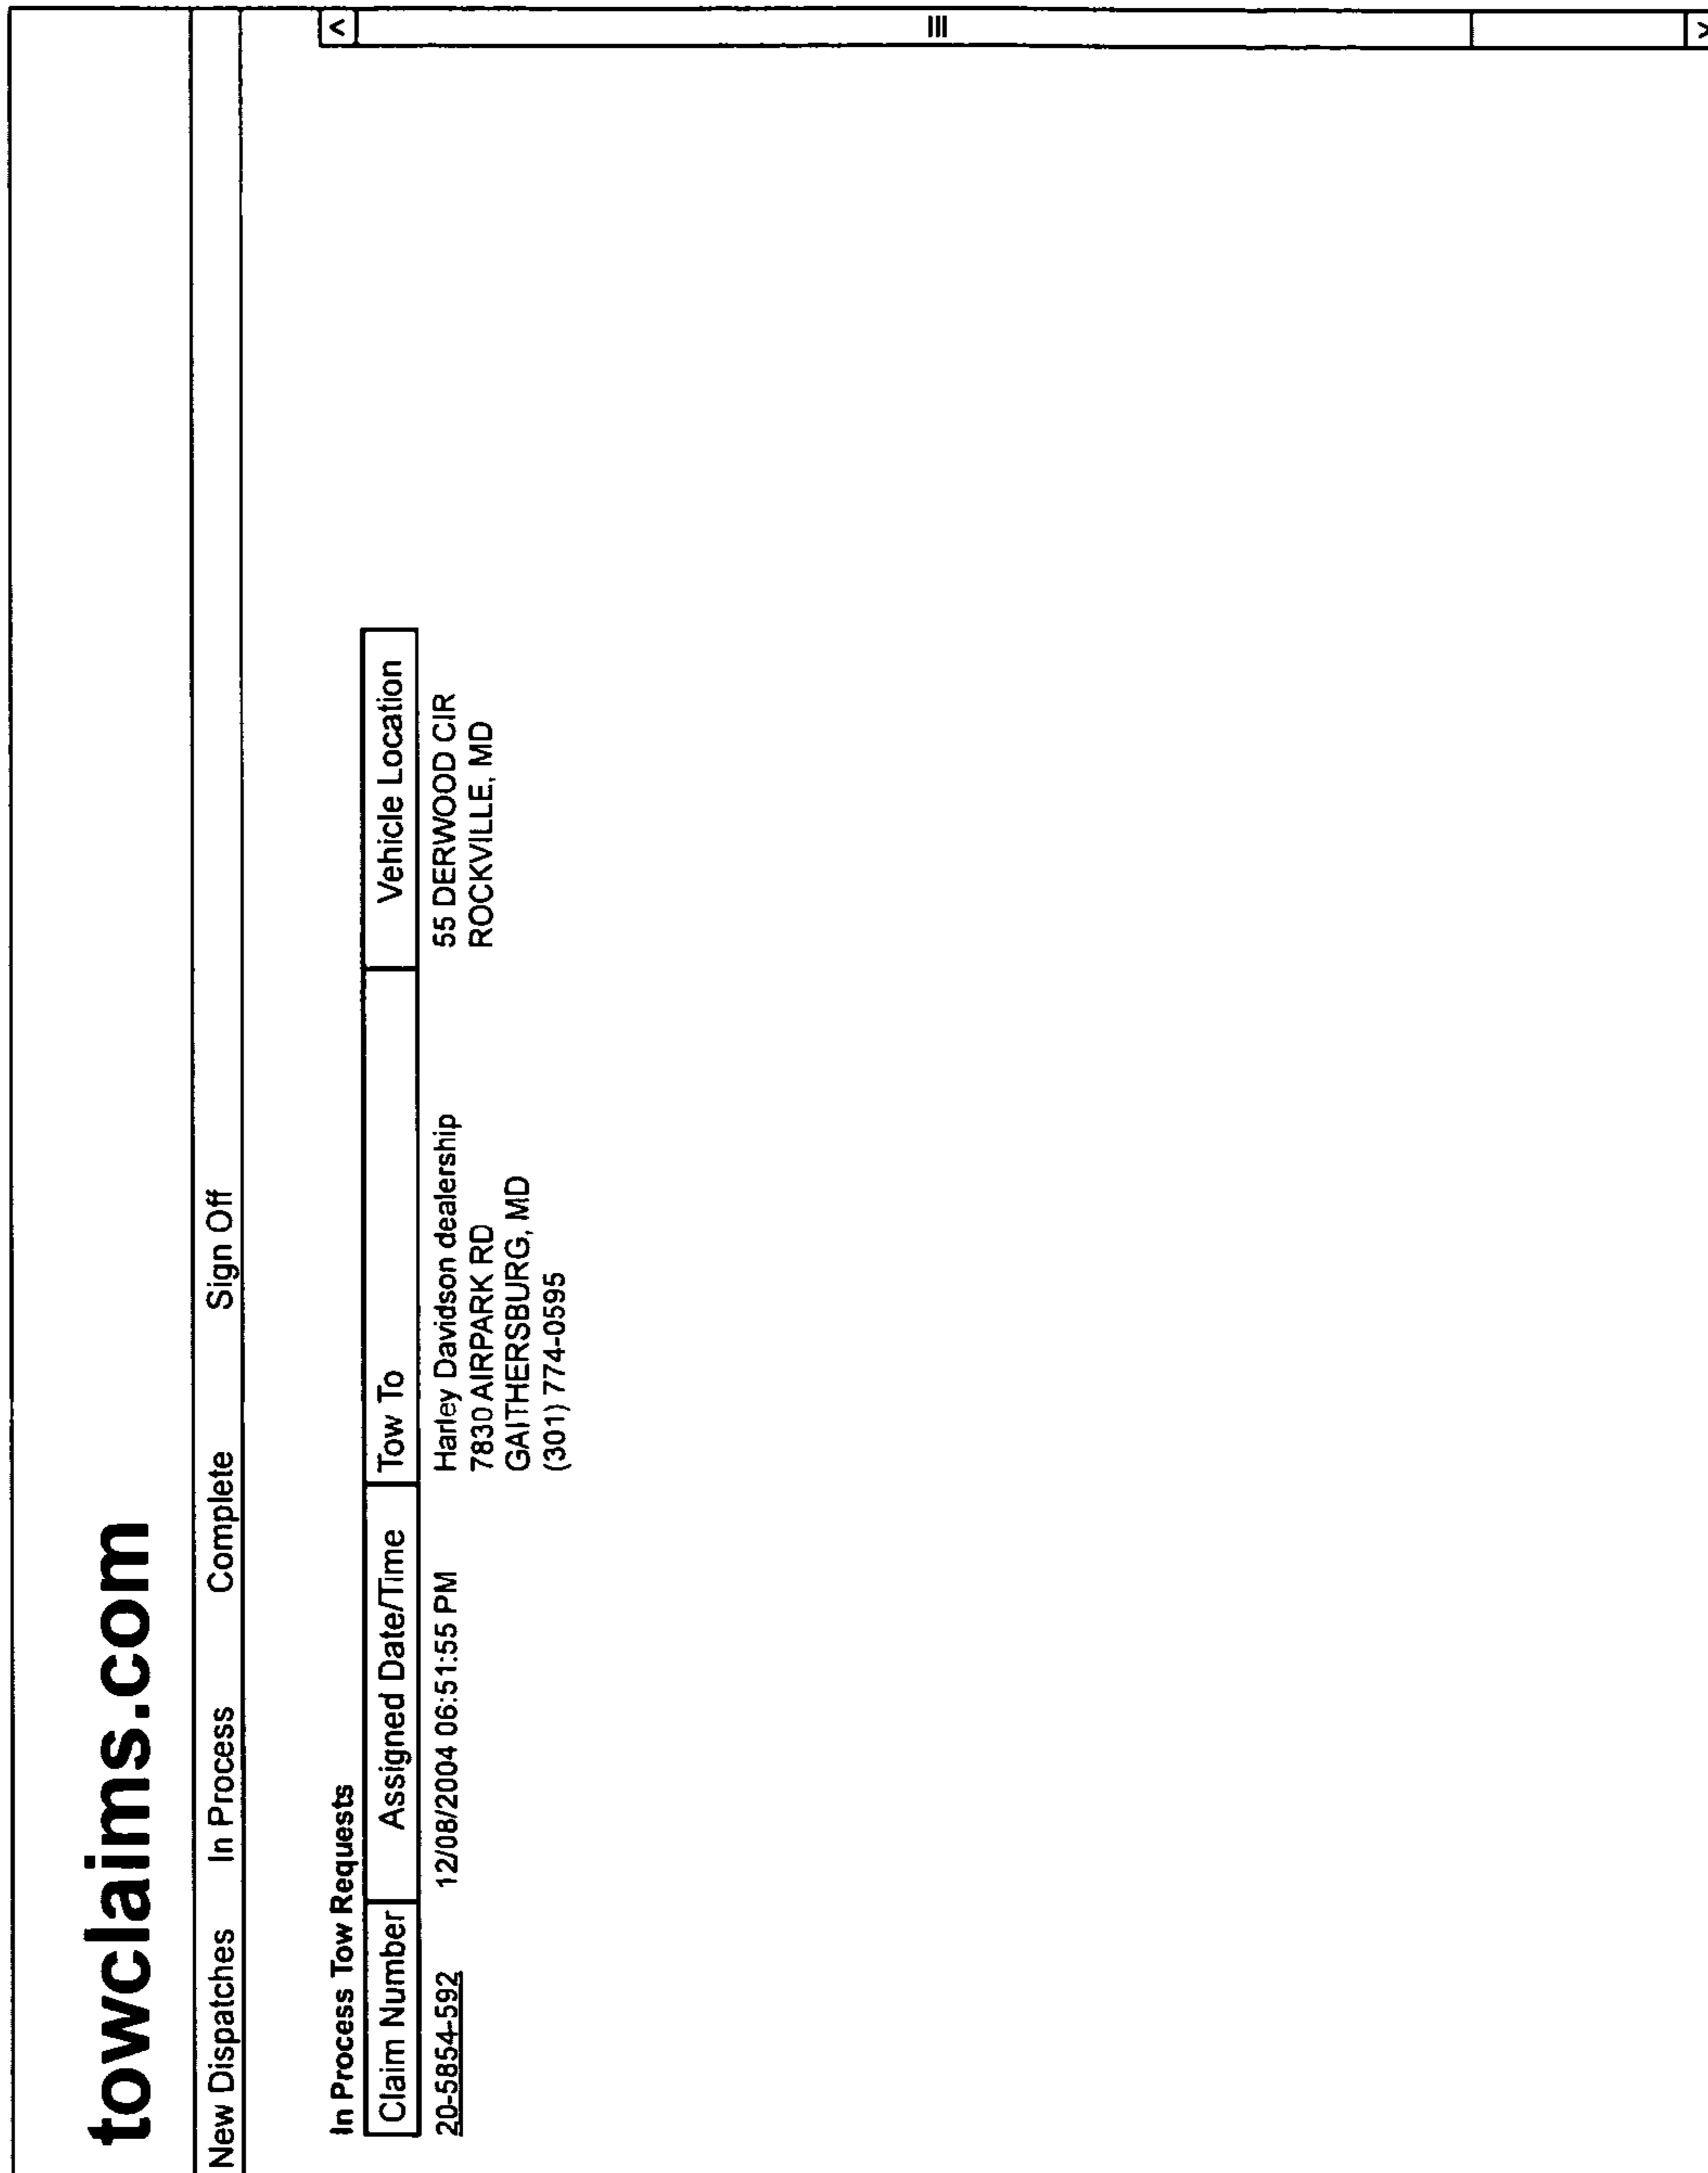 towclaims.com
New Dispatches In Process Complete Sign Off
In Process Tow Requests
Claim Number Assigned Date/Time Tow To Vehicle Location
20-5854-592 12/08/2004 06:51:55 PM Harley Davidson dealership 55 DERWOOD CIR
7830 AIRPARK RD ROCKVILLE, MD
GAITHERSBURG, MD
(301) 774-0595